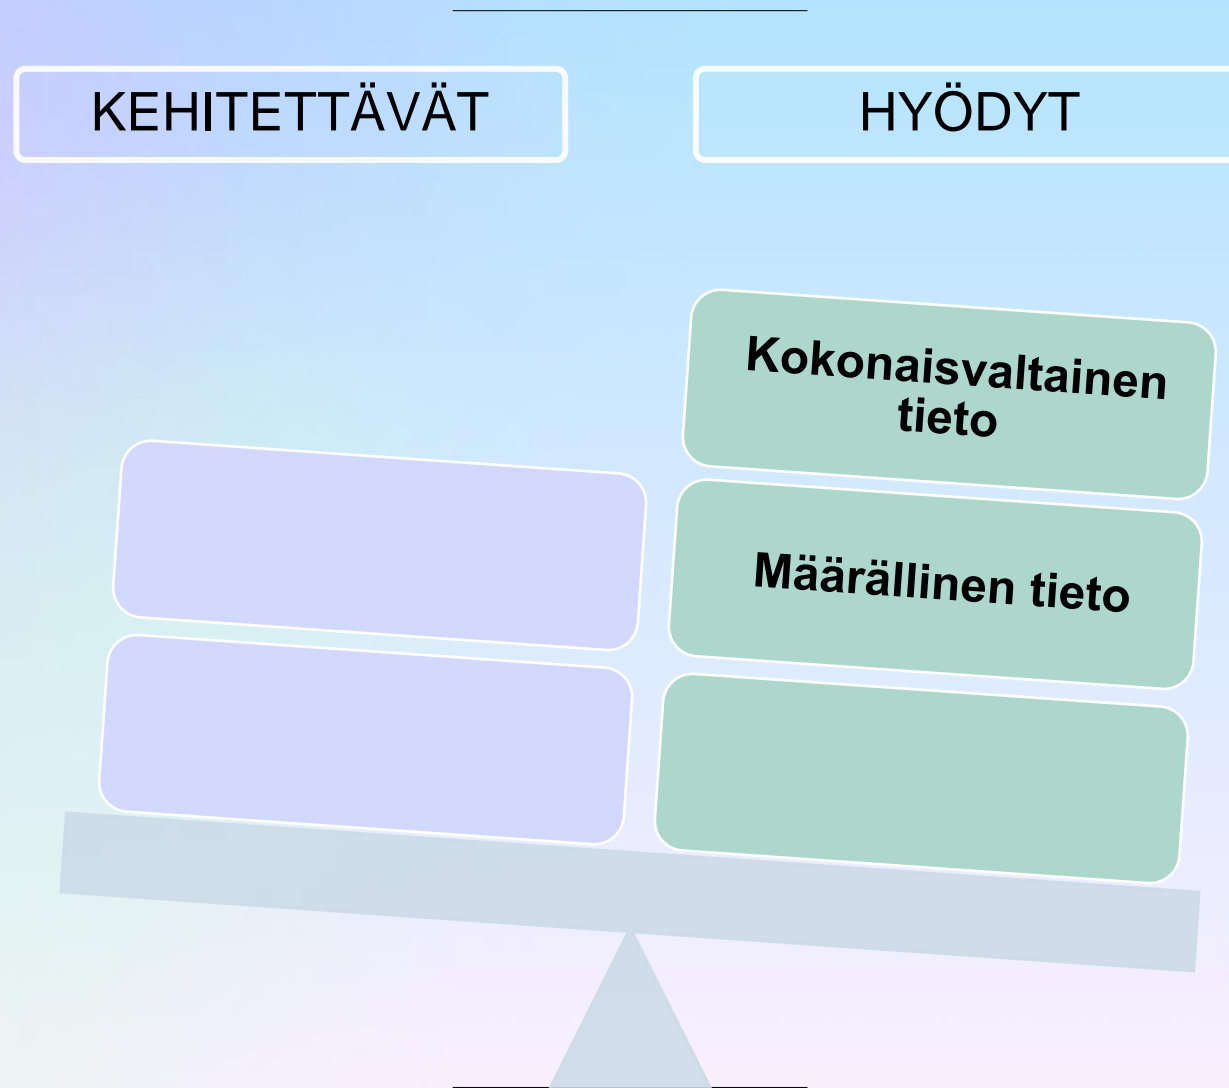 KEHITETTÄVÄT
HYÖDYT
Kokonaisvaltainen
tieto
Määrällinen tieto